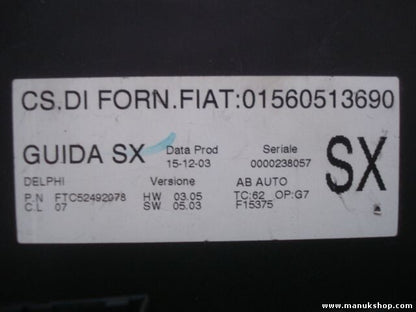 CS.DI FORN.FIAT:01560513690
GUIDA SX Data Prod Seriale
15-12-03 0000238057 SX
DELPHI Versione AB AUTO
P.N FTC52492078 HW 03.05 TC:62 OP:G7
C.L 07 SW 05.03 F15375
www.manukshop.com